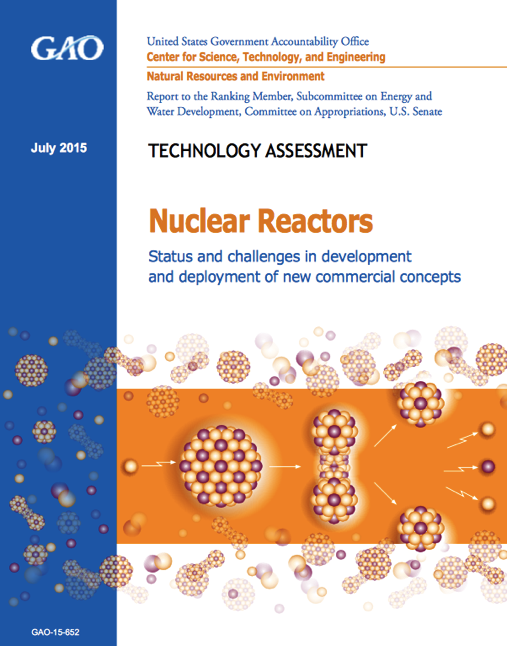 GAO
United States Government Accountability Office
Center for Science, Technology, and Engineering
Natural Resources and Environment
Report to the Ranking Member, Subcommittee on Energy and
Water Development, Committee on Appropriations, U.S. Senate
July 2015
TECHNOLOGY ASSESSMENT
Nuclear Reactors
Status and challenges in development
and deployment of new commercial concepts
GAO-15-652